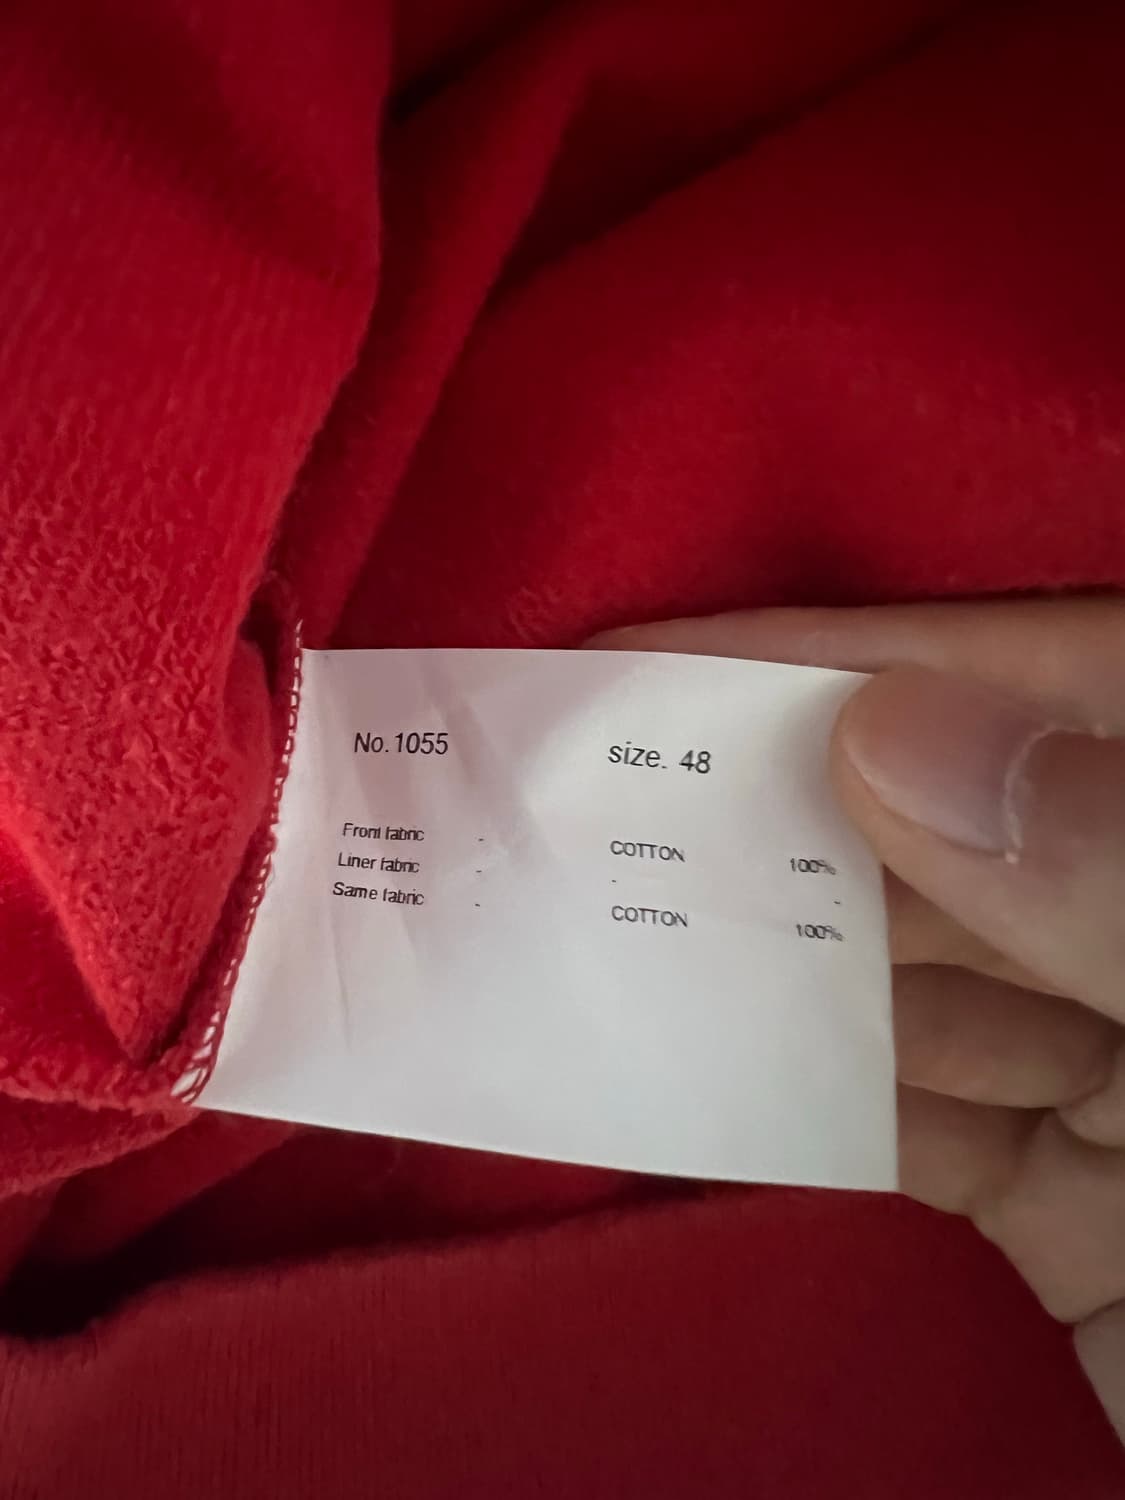 No.1055 size. 48
Front fabric - COTTON 100%
Liner fabric - - -
Same fabric - COTTON 100%